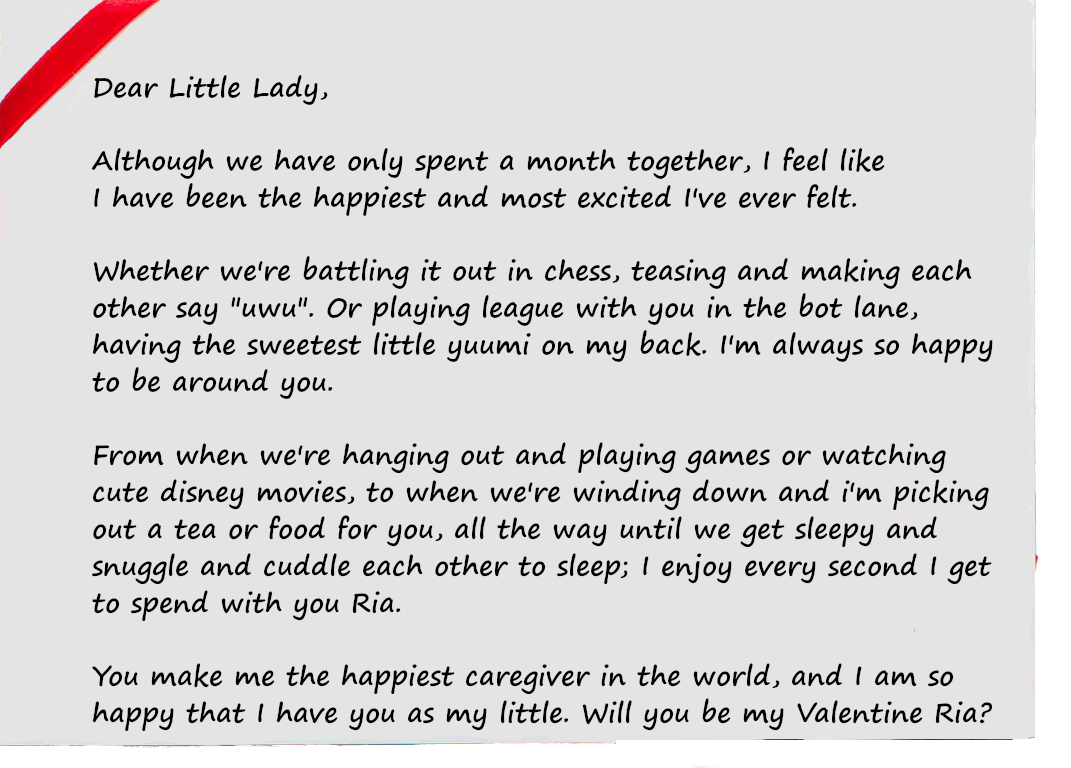 Dear Little Lady,
Although we have only spent a month together, I feel like
I have been the happiest and most excited I've ever felt.
Whether we're battling it out in chess, teasing and making each
other say "uwu". Or playing league with you in the bot lane,
having the sweetest little yuumi on my back. I'm always so happy
to be around you.
From when we're hanging out and playing games or watching
cute disney movies, to when we're winding down and i'm picking
out a tea or food for you, all the way until we get sleepy and
snuggle and cuddle each other to sleep; I enjoy every second I get
to spend with you Ria.
You make me the happiest caregiver in the world, and I am so
happy that I have you as my little. Will you be my Valentine Ria?